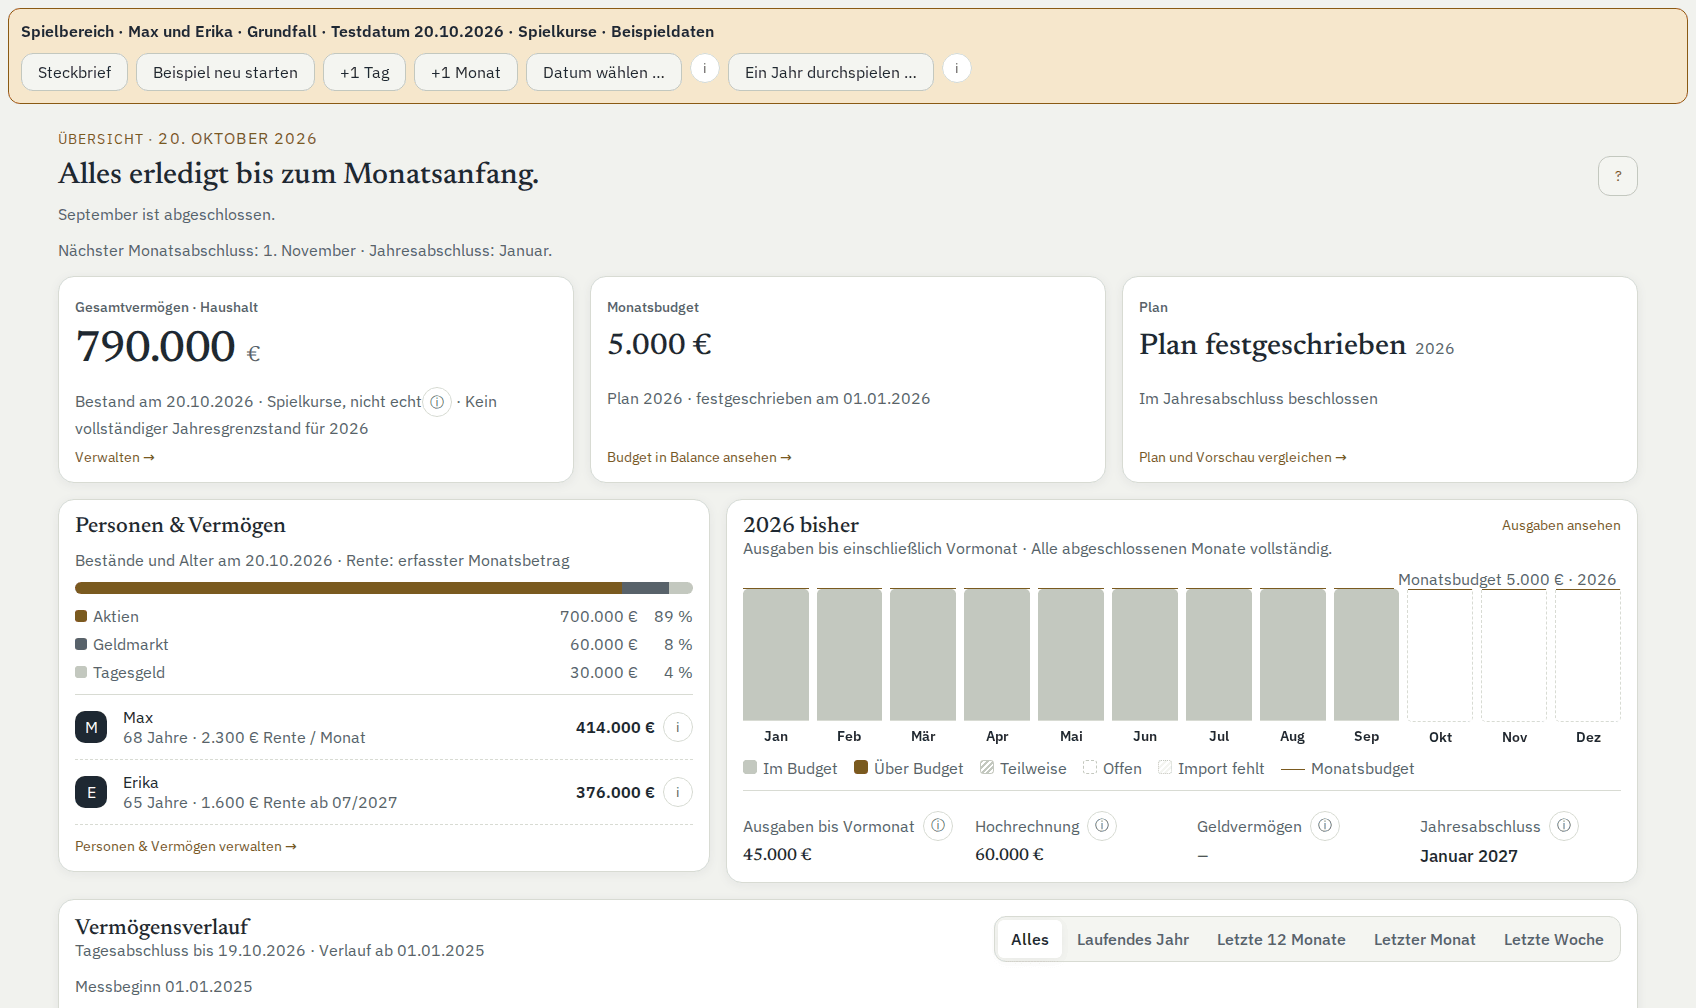 Spielbereich · Max und Erika · Grundfall · Testdatum 20.10.2026 · Spielkurse · Beispieldaten
Steckbrief
Beispiel neu starten
+1 Tag
+1 Monat
Datum wählen ...
i
Ein Jahr durchspielen ...
i
ÜBERSICHT · 20. OKTOBER 2026
Alles erledigt bis zum Monatsanfang.
?
September ist abgeschlossen.
Nächster Monatsabschluss: 1. November · Jahresabschluss: Januar.
Gesamtvermögen · Haushalt
790.000 €
Bestand am 20.10.2026 · Spielkurse, nicht echt ⓘ · Kein
vollständiger Jahresgrenzstand für 2026
Verwalten →
Monatsbudget
5.000 €
Plan 2026 · festgeschrieben am 01.01.2026
Budget in Balance ansehen →
Plan
Plan festgeschrieben 2026
Im Jahresabschluss beschlossen
Plan und Vorschau vergleichen →
Personen & Vermögen
Bestände und Alter am 20.10.2026 · Rente: erfasster Monatsbetrag
Aktien 700.000 € 89 %
Geldmarkt 60.000 € 8 %
Tagesgeld 30.000 € 4 %
M
Max
68 Jahre · 2.300 € Rente / Monat
414.000 € i
E
Erika
65 Jahre · 1.600 € Rente ab 07/2027
376.000 € i
Personen & Vermögen verwalten →
2026 bisher
Ausgaben ansehen
Ausgaben bis einschließlich Vormonat · Alle abgeschlossenen Monate vollständig.
Monatsbudget 5.000 € · 2026
Jan Feb Mär Apr Mai Jun Jul Aug Sep Okt Nov Dez
Im Budget Über Budget Teilweise Offen Import fehlt Monatsbudget
Ausgaben bis Vormonat ⓘ
45.000 €
Hochrechnung ⓘ
60.000 €
Geldvermögen ⓘ
–
Jahresabschluss ⓘ
Januar 2027
Vermögensverlauf
Tagesabschluss bis 19.10.2026 · Verlauf ab 01.01.2025
Alles
Laufendes Jahr
Letzte 12 Monate
Letzter Monat
Letzte Woche
Messbeginn 01.01.2025